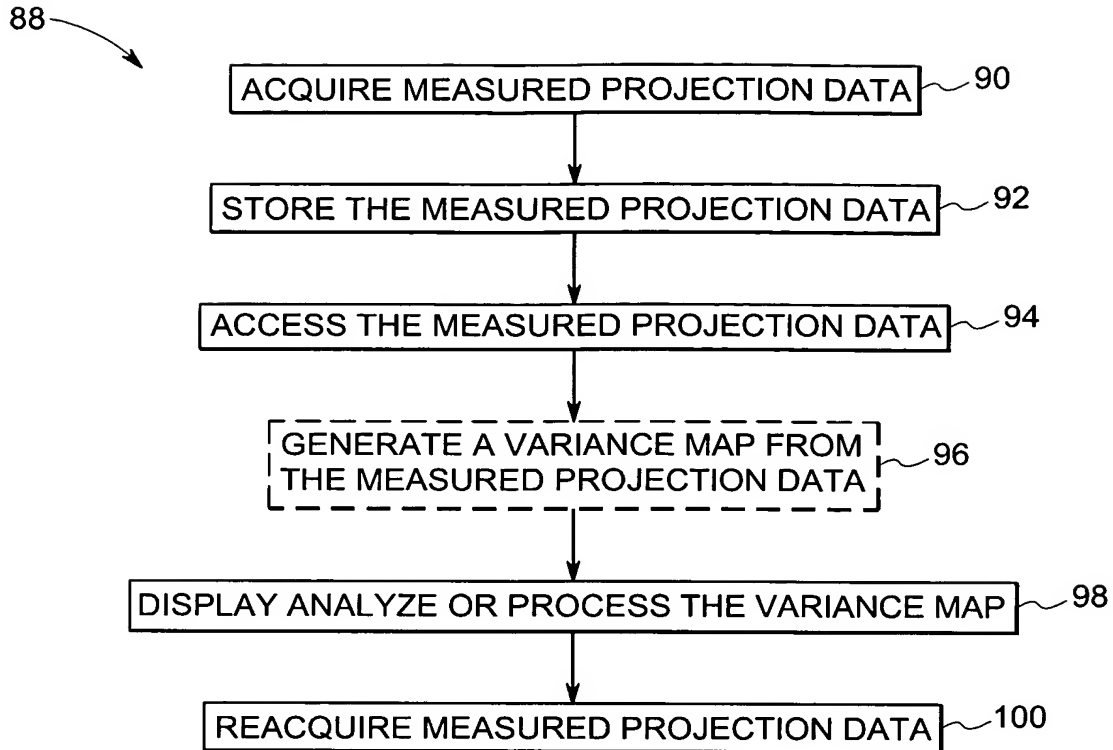 88
ACQUIRE MEASURED PROJECTION DATA 90
STORE THE MEASURED PROJECTION DATA 92
ACCESS THE MEASURED PROJECTION DATA 94
GENERATE A VARIANCE MAP FROM
THE MEASURED PROJECTION DATA 96
DISPLAY ANALYZE OR PROCESS THE VARIANCE MAP 98
REACQUIRE MEASURED PROJECTION DATA 100